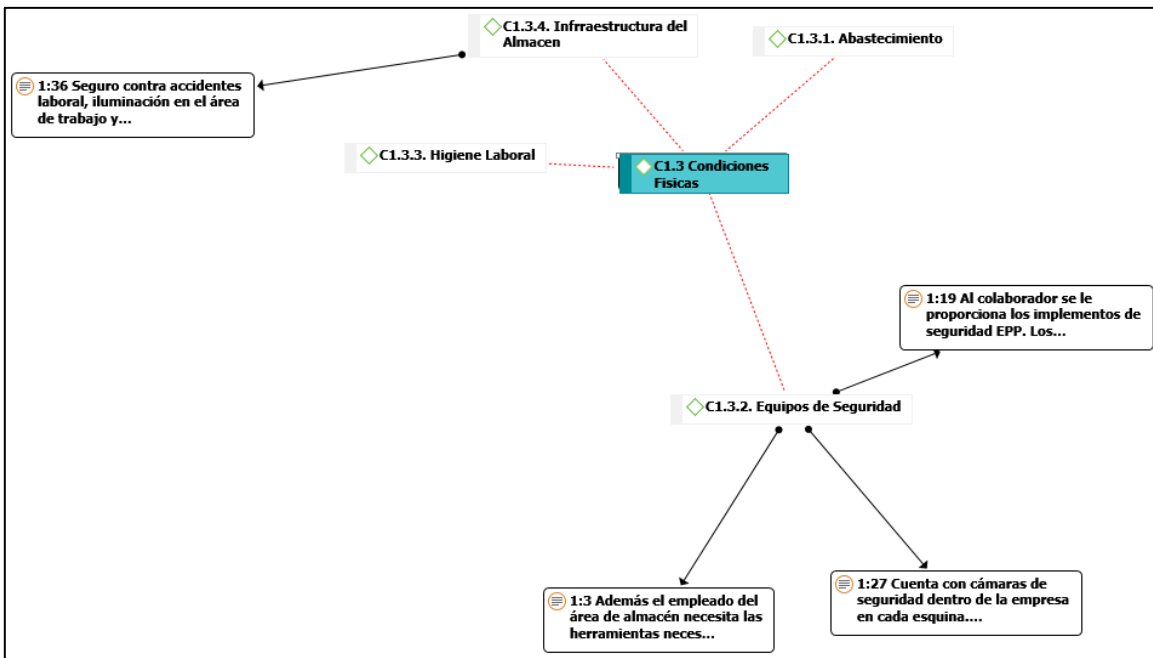 C1.3.4. Infrraestructura del
Almacen
C1.3.1. Abastecimiento
1:36 Seguro contra accidentes
laboral, iluminación en el área
de trabajo y...
C1.3.3. Higiene Laboral
C1.3 Condiciones
Fisicas
1:19 Al colaborador se le
proporciona los implementos de
seguridad EPP. Los...
C1.3.2. Equipos de Seguridad
1:3 Además el empleado del
área de almacén necesita las
herramientas neces...
1:27 Cuenta con cámaras de
seguridad dentro de la empresa
en cada esquina....